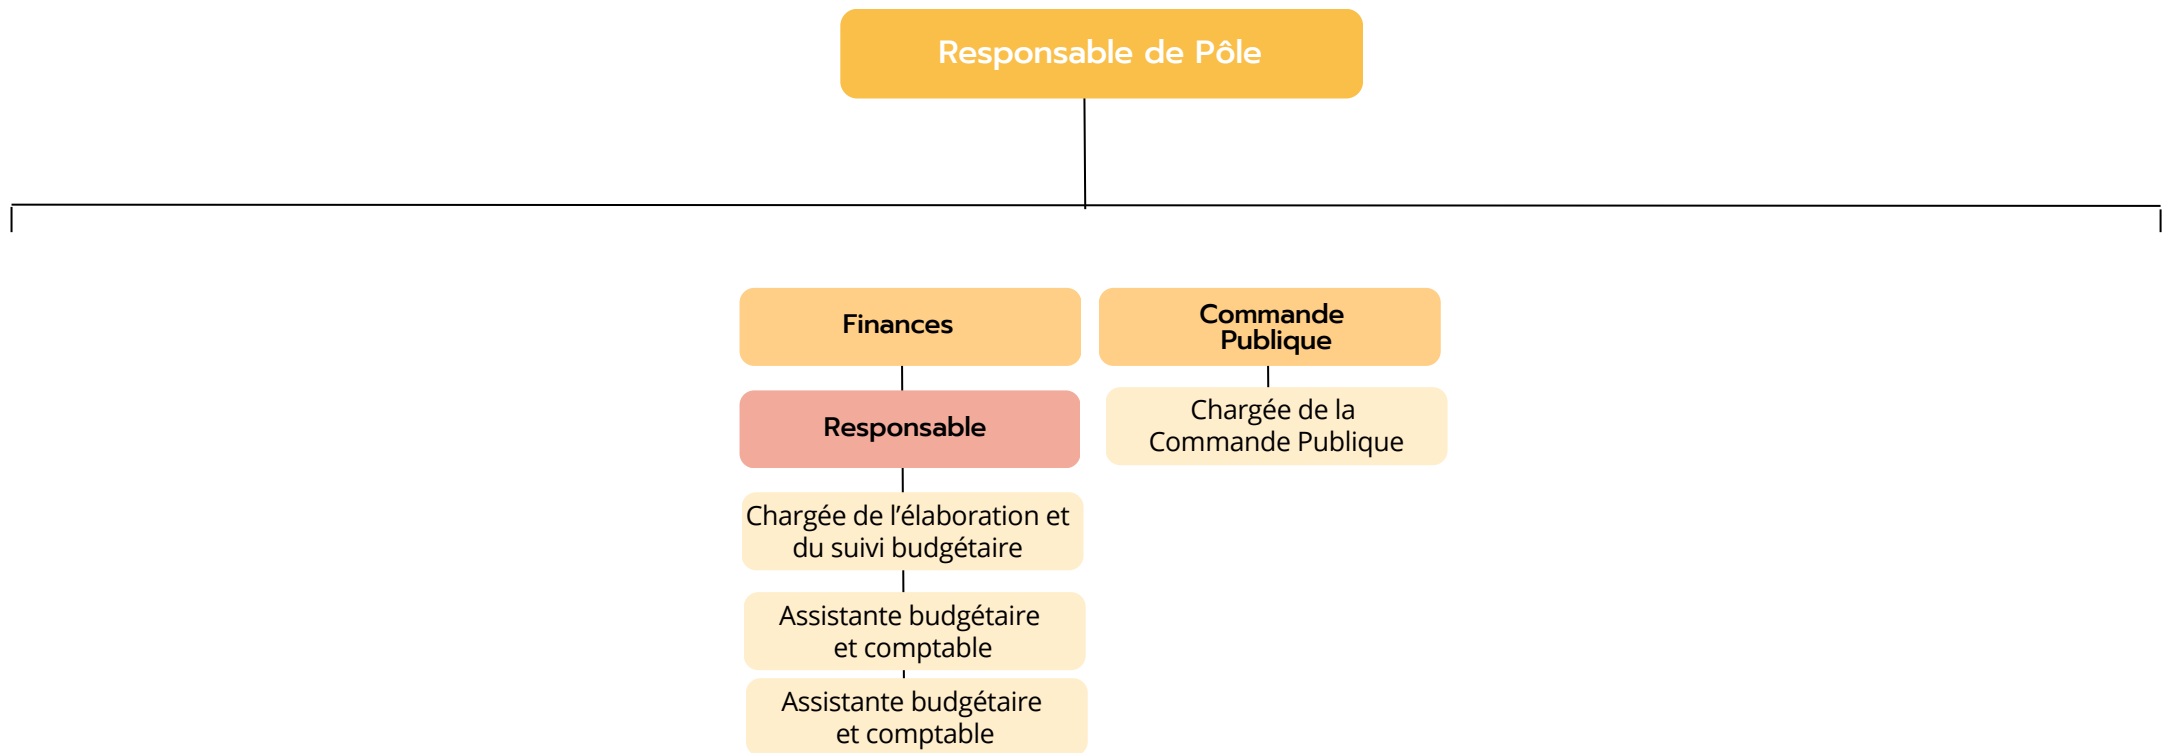 Responsable de Pôle
Finances
Responsable
Chargée de l’élaboration et
du suivi budgétaire
Assistante budgétaire
et comptable
Assistante budgétaire
et comptable
Commande
Publique
Chargée de la
Commande Publique